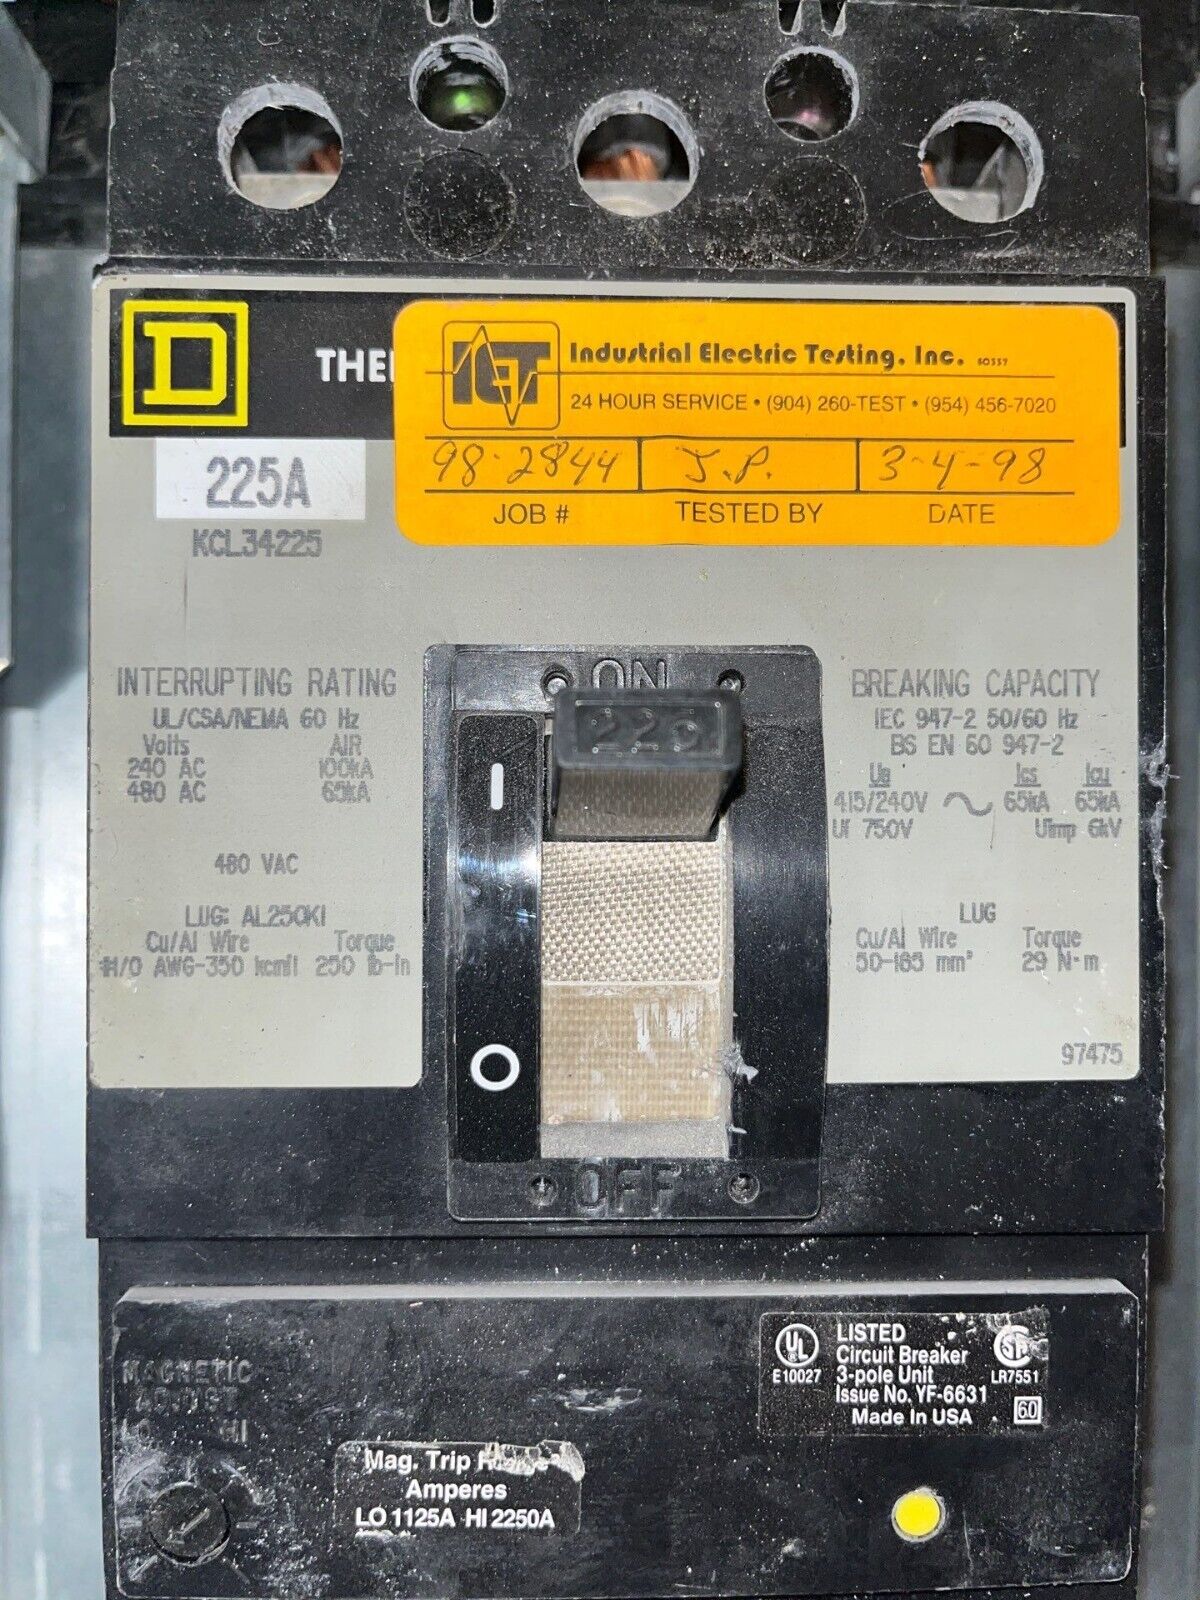 D
THE
Industrial Electric Testing, Inc. 60337
IET
24 HOUR SERVICE • (904) 260-TEST • (954) 456-7020
98-2844 J.P. 3-4-98
JOB # TESTED BY DATE
225A
KCL34225
INTERRUPTING RATING
UL/CSA/NEMA 60 Hz
Volts AIR
240 AC 100kA
480 AC 65kA
480 VAC
LUG: AL250KI
Cu/Al Wire Torque
#1/0 AWG-350 kcmil 250 lb-in
ON
225
I
O
OFF
BREAKING CAPACITY
IEC 947-2 50/60 Hz
BS EN 60 947-2
Ue Ics Icu
415/240V 65kA 65kA
Ui 750V Uimp 6kV
LUG
Cu/Al Wire Torque
50-185 mm² 29 N·m
97475
MAGNETIC
ADJUST
LO HI
Mag. Trip
Amperes
LO 1125A HI 2250A
UL
E10027
LISTED
Circuit Breaker
3-pole Unit
Issue No. YF-6631
Made In USA
LR7551
60